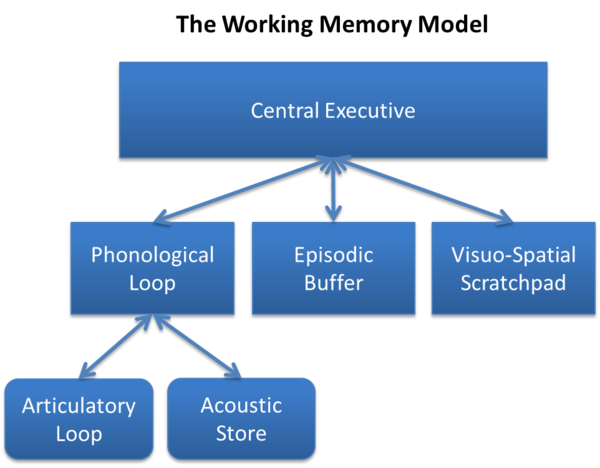 The Working Memory Model
Central Executive
Phonological
Loop
Episodic
Buffer
Visuo-Spatial
Scratchpad
Articulatory
Loop
Acoustic
Store